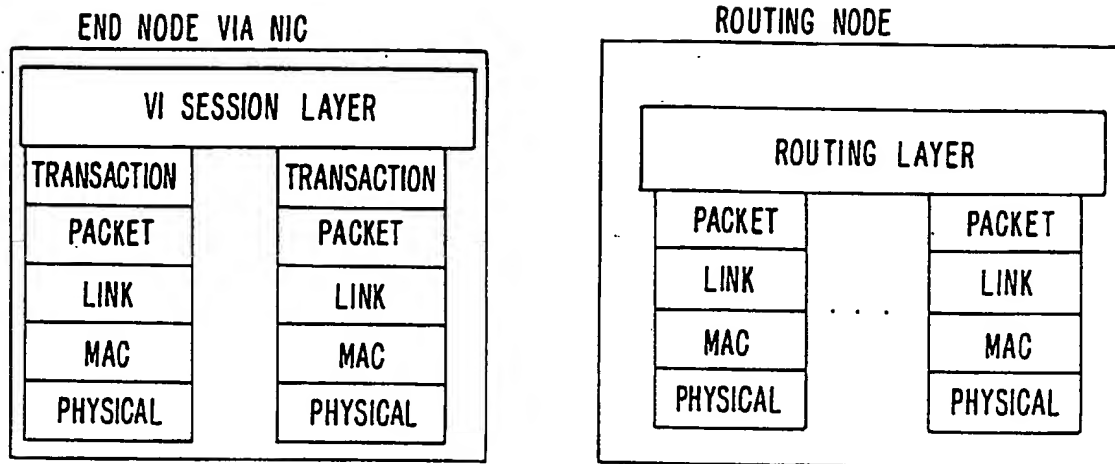 END NODE VIA NIC
VI SESSION LAYER
TRANSACTION TRANSACTION
PACKET PACKET
LINK LINK
MAC MAC
PHYSICAL PHYSICAL
ROUTING NODE
ROUTING LAYER
PACKET PACKET
LINK LINK
. . .
MAC MAC
PHYSICAL PHYSICAL